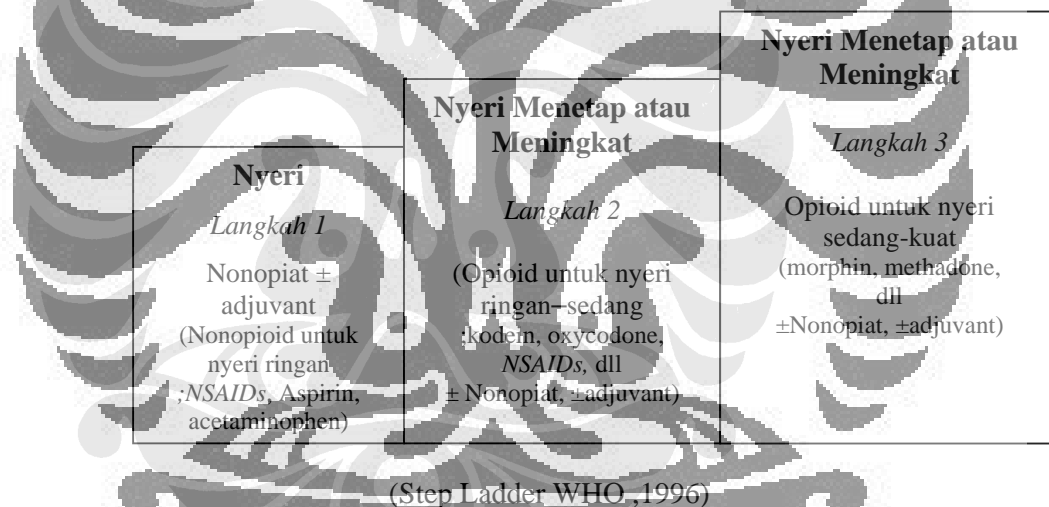 Nyeri
Langkah 1
Nonopiat ±
adjuvant
(Nonopioid untuk
nyeri ringan
;NSAIDs, Aspirin,
acetaminophen)
Nyeri Menetap atau
Meningkat
Langkah 2
(Opioid untuk nyeri
ringan–sedang
;kodein, oxycodone,
NSAIDs, dll
± Nonopiat, ±adjuvant)
Nyeri Menetap atau
Meningkat
Langkah 3
Opioid untuk nyeri
sedang-kuat
(morphin, methadone,
dll
±Nonopiat, ±adjuvant)
(Step Ladder WHO ,1996)